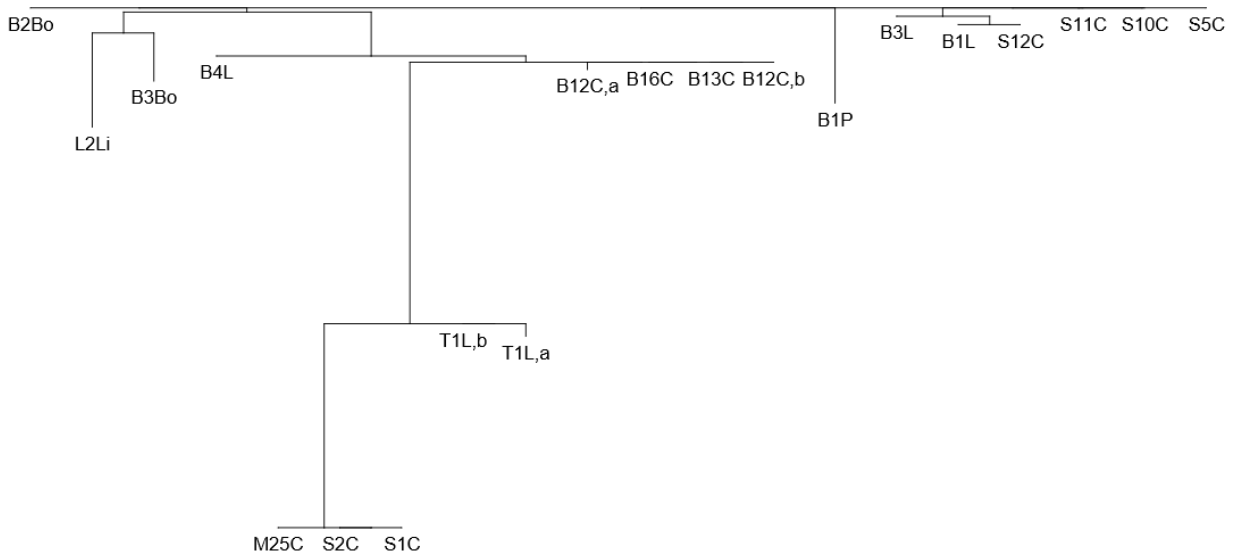 B2Bo
B3L
B1L
S12C
S11C
S10C
S5C
B4L
B12C,a
B16C
B13C
B12C,b
B3Bo
B1P
L2Li
T1L,b
T1L,a
M25C
S2C
S1C